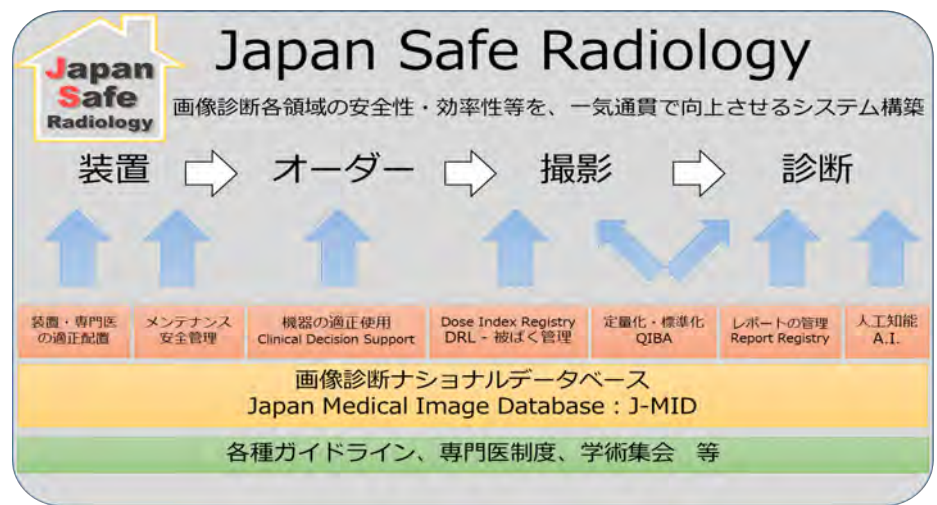 Japan
Safe
Radiology
Japan Safe Radiology
画像診断各領域の安全性・効率性等を、一気通貫で向上させるシステム構築
装置
オーダー
撮影
診断
装置・専門医
の適正配置
メンテナンス
安全管理
機器の適正使用
Clinical Decision Support
Dose Index Registry
DRL - 被ばく管理
定量化・標準化
QIBA
レポートの管理
Report Registry
人工知能
A.I.
画像診断ナショナルデータベース
Japan Medical Image Database：J-MID
各種ガイドライン、専門医制度、学術集会　等